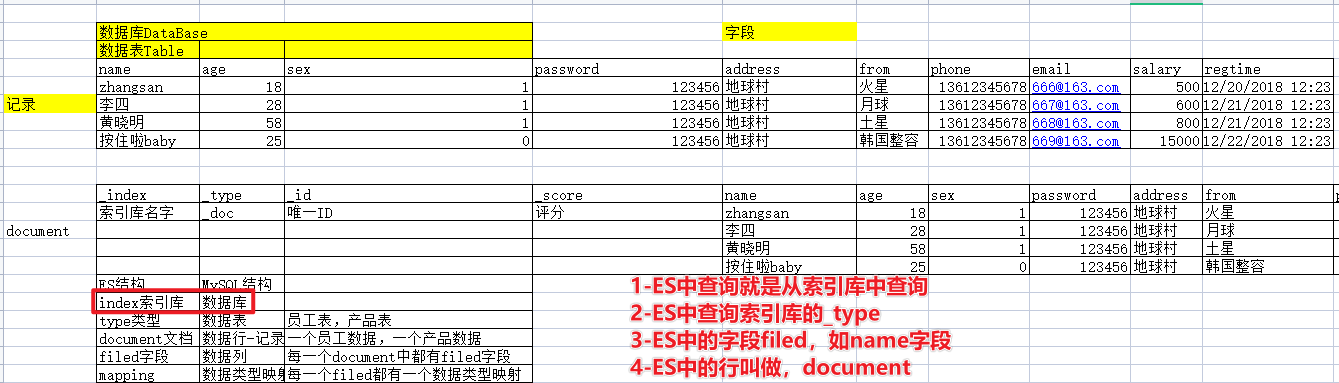 数据库DataBase 字段
数据表Table
name age sex password address from phone email salary regtime
zhangsan 18 1 123456 地球村 火星 13612345678 666@163.com 500 12/20/2018 12:23
记录 李四 28 1 123456 地球村 月球 13612345678 667@163.com 600 12/21/2018 12:23
黄晓明 58 1 123456 地球村 土星 13612345678 668@163.com 800 12/21/2018 12:23
按住啦baby 25 0 123456 地球村 韩国整容 13612345678 669@163.com 15000 12/22/2018 12:23
_index _type _id _score name age sex password address from
索引库名字 _doc 唯一ID 评分 zhangsan 18 1 123456 地球村 火星
document 李四 28 1 123456 地球村 月球
黄晓明 58 1 123456 地球村 土星
按住啦baby 25 0 123456 地球村 韩国整容
ES结构 MySQL结构
index索引库 数据库
type类型 数据表 员工表，产品表
document文档 数据行-记录 一个员工数据，一个产品数据
filed字段 数据列 每一个document中都有filed字段
mapping 数据类型映射 每一个filed都有一个数据类型映射
1-ES中查询就是从索引库中查询
2-ES中查询索引库的_type
3-ES中的字段filed，如name字段
4-ES中的行叫做，document